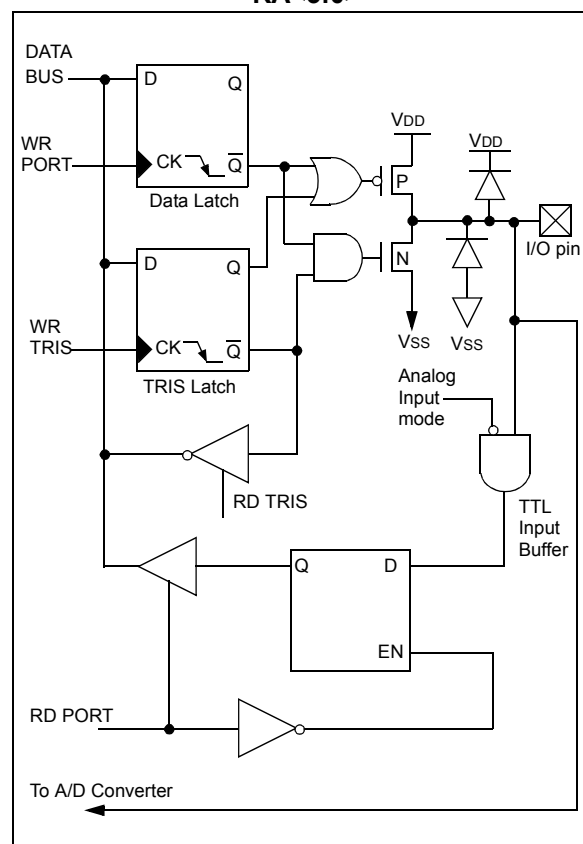 DATA
BUS
D
Q
WR
PORT
CK
Q
Data Latch
VDD
VDD
P
I/O pin
D
Q
N
WR
TRIS
CK
Q
TRIS Latch
VSS
VSS
Analog
Input
mode
RD TRIS
TTL
Input
Buffer
Q
D
EN
RD PORT
To A/D Converter